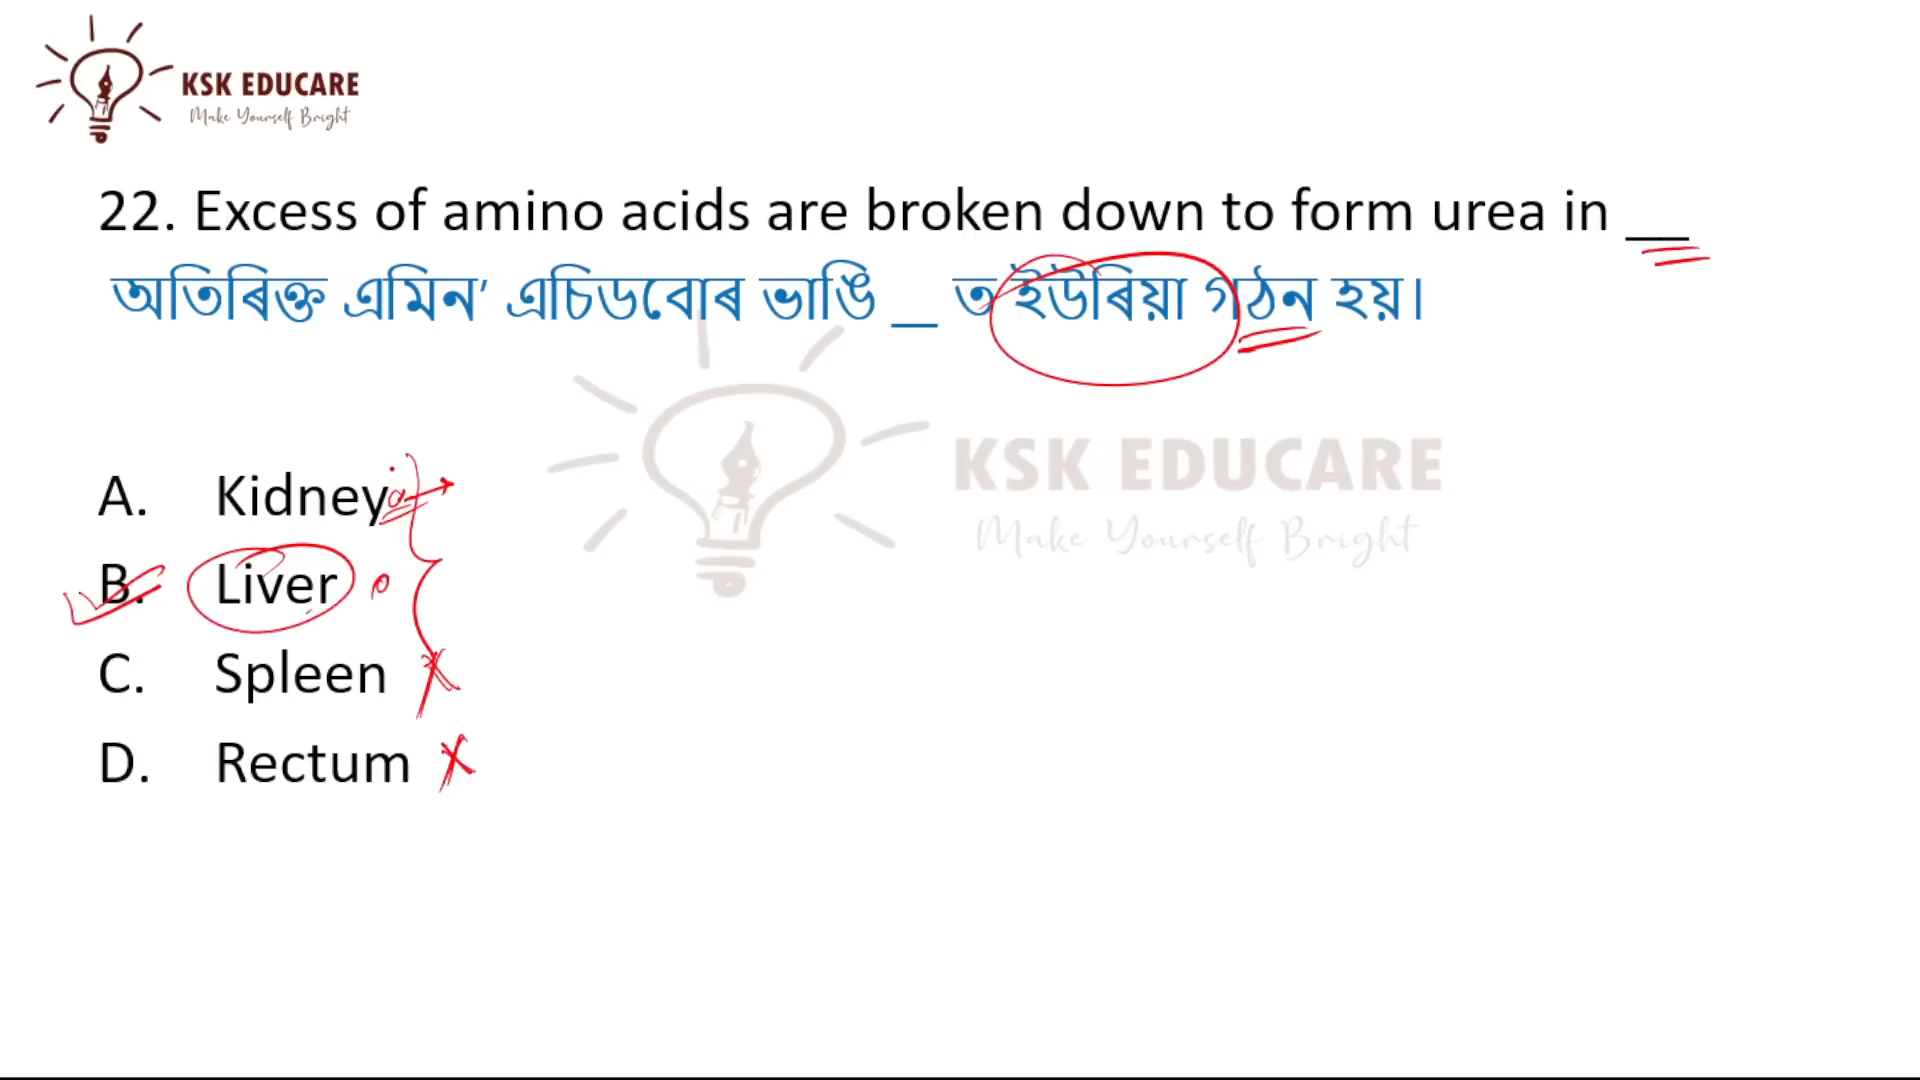 KSK EDUCARE
Make Yourself Bright
22. Excess of amino acids are broken down to form urea in __
অতিৰিক্ত এমিন’ এচিডবোৰ ভাঙি __ ত ইউৰিয়া গঠন হয়।
KSK EDUCARE
Make Yourself Bright
A. Kidney
B. Liver
C. Spleen
D. Rectum